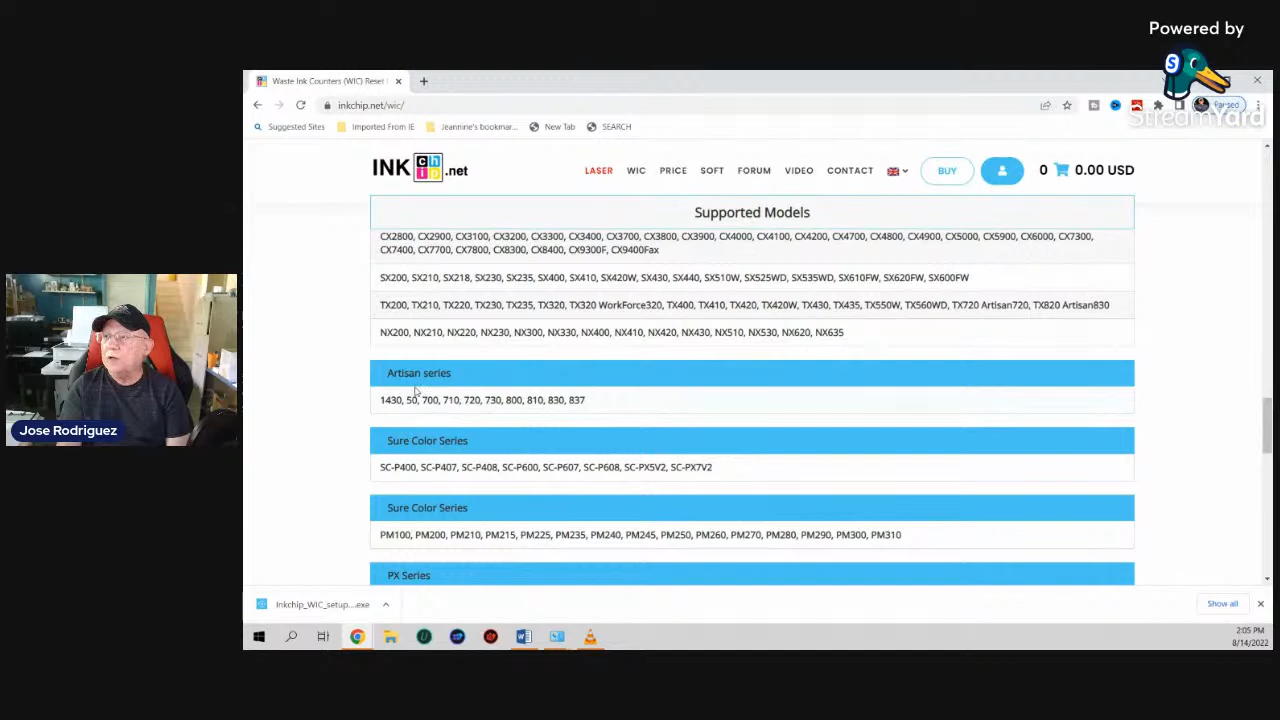 Powered by
StreamYard
Waste Ink Counters (WIC) Reset
inkchip.net/wic/
Paused
Suggested Sites
Imported From IE
Jeannine's bookmar...
New Tab
SEARCH
INK chip .net
LASER
WIC
PRICE
SOFT
FORUM
VIDEO
CONTACT
BUY
0
0.00 USD
Supported Models
CX2800, CX2900, CX3100, CX3200, CX3300, CX3400, CX3700, CX3800, CX3900, CX4000, CX4100, CX4200, CX4700, CX4800, CX4900, CX5000, CX5900, CX6000, CX7300,
CX7400, CX7700, CX7800, CX8300, CX8400, CX9300F, CX9400Fax
SX200, SX210, SX218, SX230, SX235, SX400, SX410, SX420W, SX430, SX440, SX510W, SX525WD, SX535WD, SX610FW, SX620FW, SX600FW
TX200, TX210, TX220, TX230, TX235, TX320, TX320 WorkForce320, TX400, TX410, TX420, TX420W, TX430, TX435, TX550W, TX560WD, TX720 Artisan720, TX820 Artisan830
NX200, NX210, NX220, NX230, NX300, NX330, NX400, NX410, NX420, NX430, NX510, NX530, NX620, NX635
Artisan series
1430, 50, 700, 710, 720, 730, 800, 810, 830, 837
Sure Color Series
SC-P400, SC-P407, SC-P408, SC-P600, SC-P607, SC-P608, SC-PX5V2, SC-PX7V2
Sure Color Series
PM100, PM200, PM210, PM215, PM225, PM235, PM240, PM245, PM250, PM260, PM270, PM280, PM290, PM300, PM310
PX Series
Jose Rodriguez
Inkchip_WIC_setup....exe
Show all
2:05 PM
8/14/2022